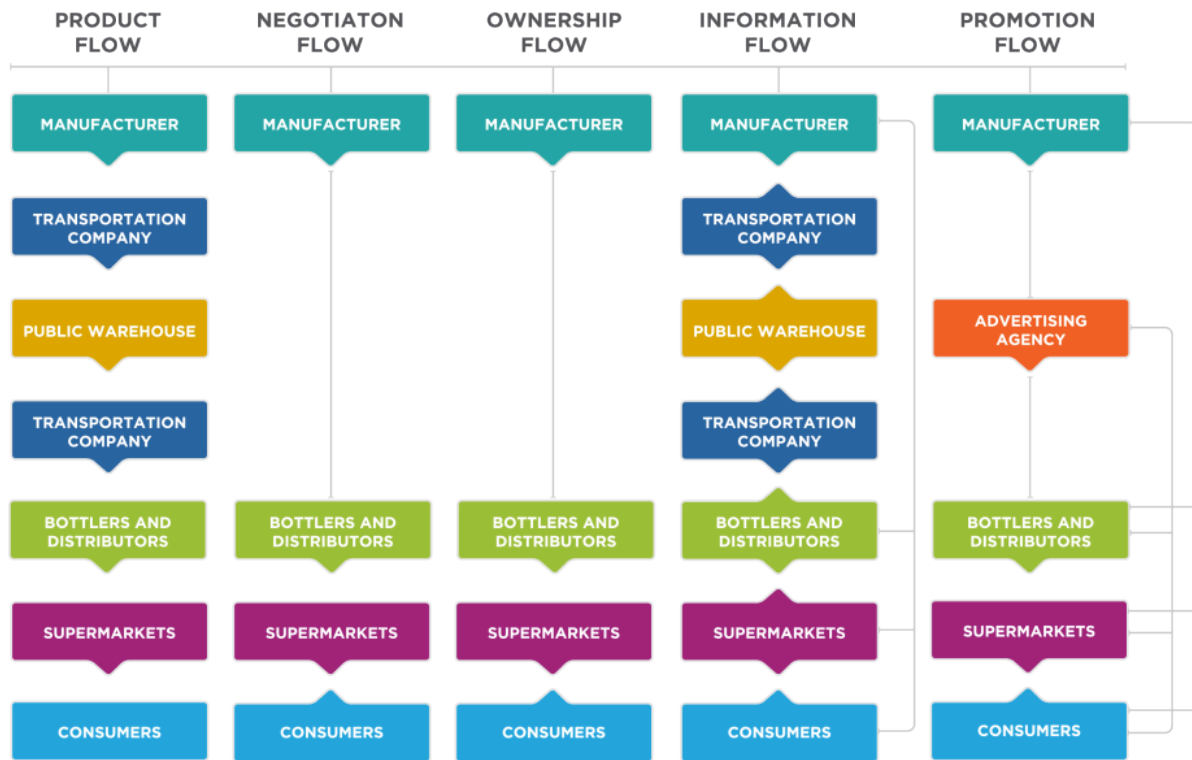 PRODUCT
FLOW
NEGOTIATON
FLOW
OWNERSHIP
FLOW
INFORMATION
FLOW
PROMOTION
FLOW
MANUFACTURER
MANUFACTURER
MANUFACTURER
MANUFACTURER
MANUFACTURER
TRANSPORTATION
COMPANY
TRANSPORTATION
COMPANY
PUBLIC WAREHOUSE
PUBLIC WAREHOUSE
ADVERTISING
AGENCY
TRANSPORTATION
COMPANY
TRANSPORTATION
COMPANY
BOTTLERS AND
DISTRIBUTORS
BOTTLERS AND
DISTRIBUTORS
BOTTLERS AND
DISTRIBUTORS
BOTTLERS AND
DISTRIBUTORS
BOTTLERS AND
DISTRIBUTORS
SUPERMARKETS
SUPERMARKETS
SUPERMARKETS
SUPERMARKETS
SUPERMARKETS
CONSUMERS
CONSUMERS
CONSUMERS
CONSUMERS
CONSUMERS